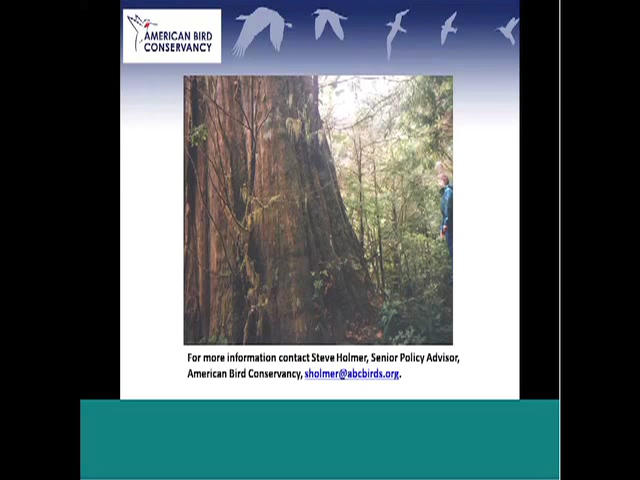 AMERICAN BIRD
CONSERVANCY
For more information contact Steve Holmer, Senior Policy Advisor,
American Bird Conservancy, sholmer@abcbirds.org.